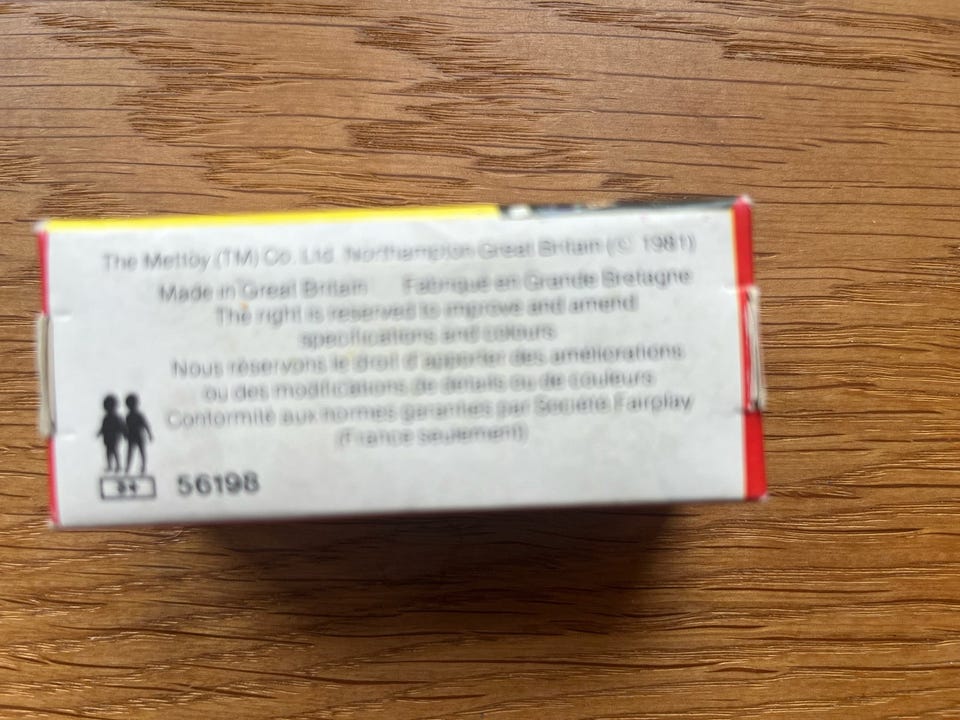 The Mettoy (TM) Co. Ltd. Northampton Great Britain (© 1981)
Made in Great Britain Fabriqué en Grande Bretagne
The right is reserved to improve and amend
specifications and colours
Nous réservons le droit d'apporter des améliorations
ou des modifications de détails ou de couleurs
Conformité aux normes garanties par Société Fairplay
(France seulement)
3+ 56198